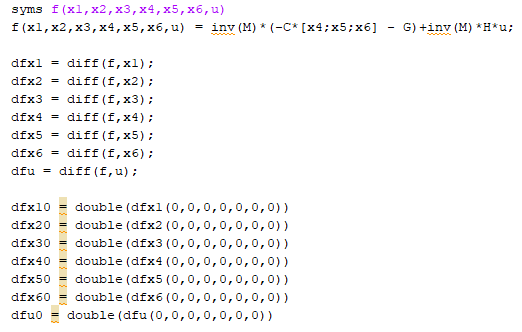 syms f(x1,x2,x3,x4,x5,x6,u)
f(x1,x2,x3,x4,x5,x6,u) = inv(M)*(-C*[x4;x5;x6] - G)+inv(M)*H*u;
dfx1 = diff(f,x1);
dfx2 = diff(f,x2);
dfx3 = diff(f,x3);
dfx4 = diff(f,x4);
dfx5 = diff(f,x5);
dfx6 = diff(f,x6);
dfu = diff(f,u);
dfx10 = double(dfx1(0,0,0,0,0,0,0))
dfx20 = double(dfx2(0,0,0,0,0,0,0))
dfx30 = double(dfx3(0,0,0,0,0,0,0))
dfx40 = double(dfx4(0,0,0,0,0,0,0))
dfx50 = double(dfx5(0,0,0,0,0,0,0))
dfx60 = double(dfx6(0,0,0,0,0,0,0))
dfu0 = double(dfu(0,0,0,0,0,0,0))